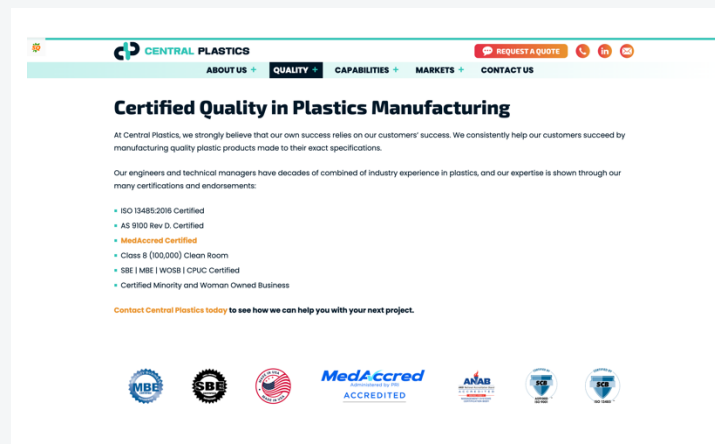 CENTRAL PLASTICS
REQUEST A QUOTE
ABOUT US +
QUALITY +
CAPABILITIES +
MARKETS +
CONTACT US
Certified Quality in Plastics Manufacturing
At Central Plastics, we strongly believe that our own success relies on our customers' success. We consistently help our customers succeed by
manufacturing quality plastic products made to their exact specifications.
Our engineers and technical managers have decades of combined of industry experience in plastics, and our expertise is shown through our
many certifications and endorsements:
ISO 13485:2016 Certified
AS 9100 Rev D. Certified
MedAccred Certified
Class 8 (100,000) Clean Room
SBE | MBE | WOSB | CPUC Certified
Certified Minority and Woman Owned Business
Contact Central Plastics today to see how we can help you with your next project.
MBE
SBE
MADE IN USA
MADE IN USA
MedAccred
Administered by PRI
ACCREDITED
ANAB
SCB
SCB